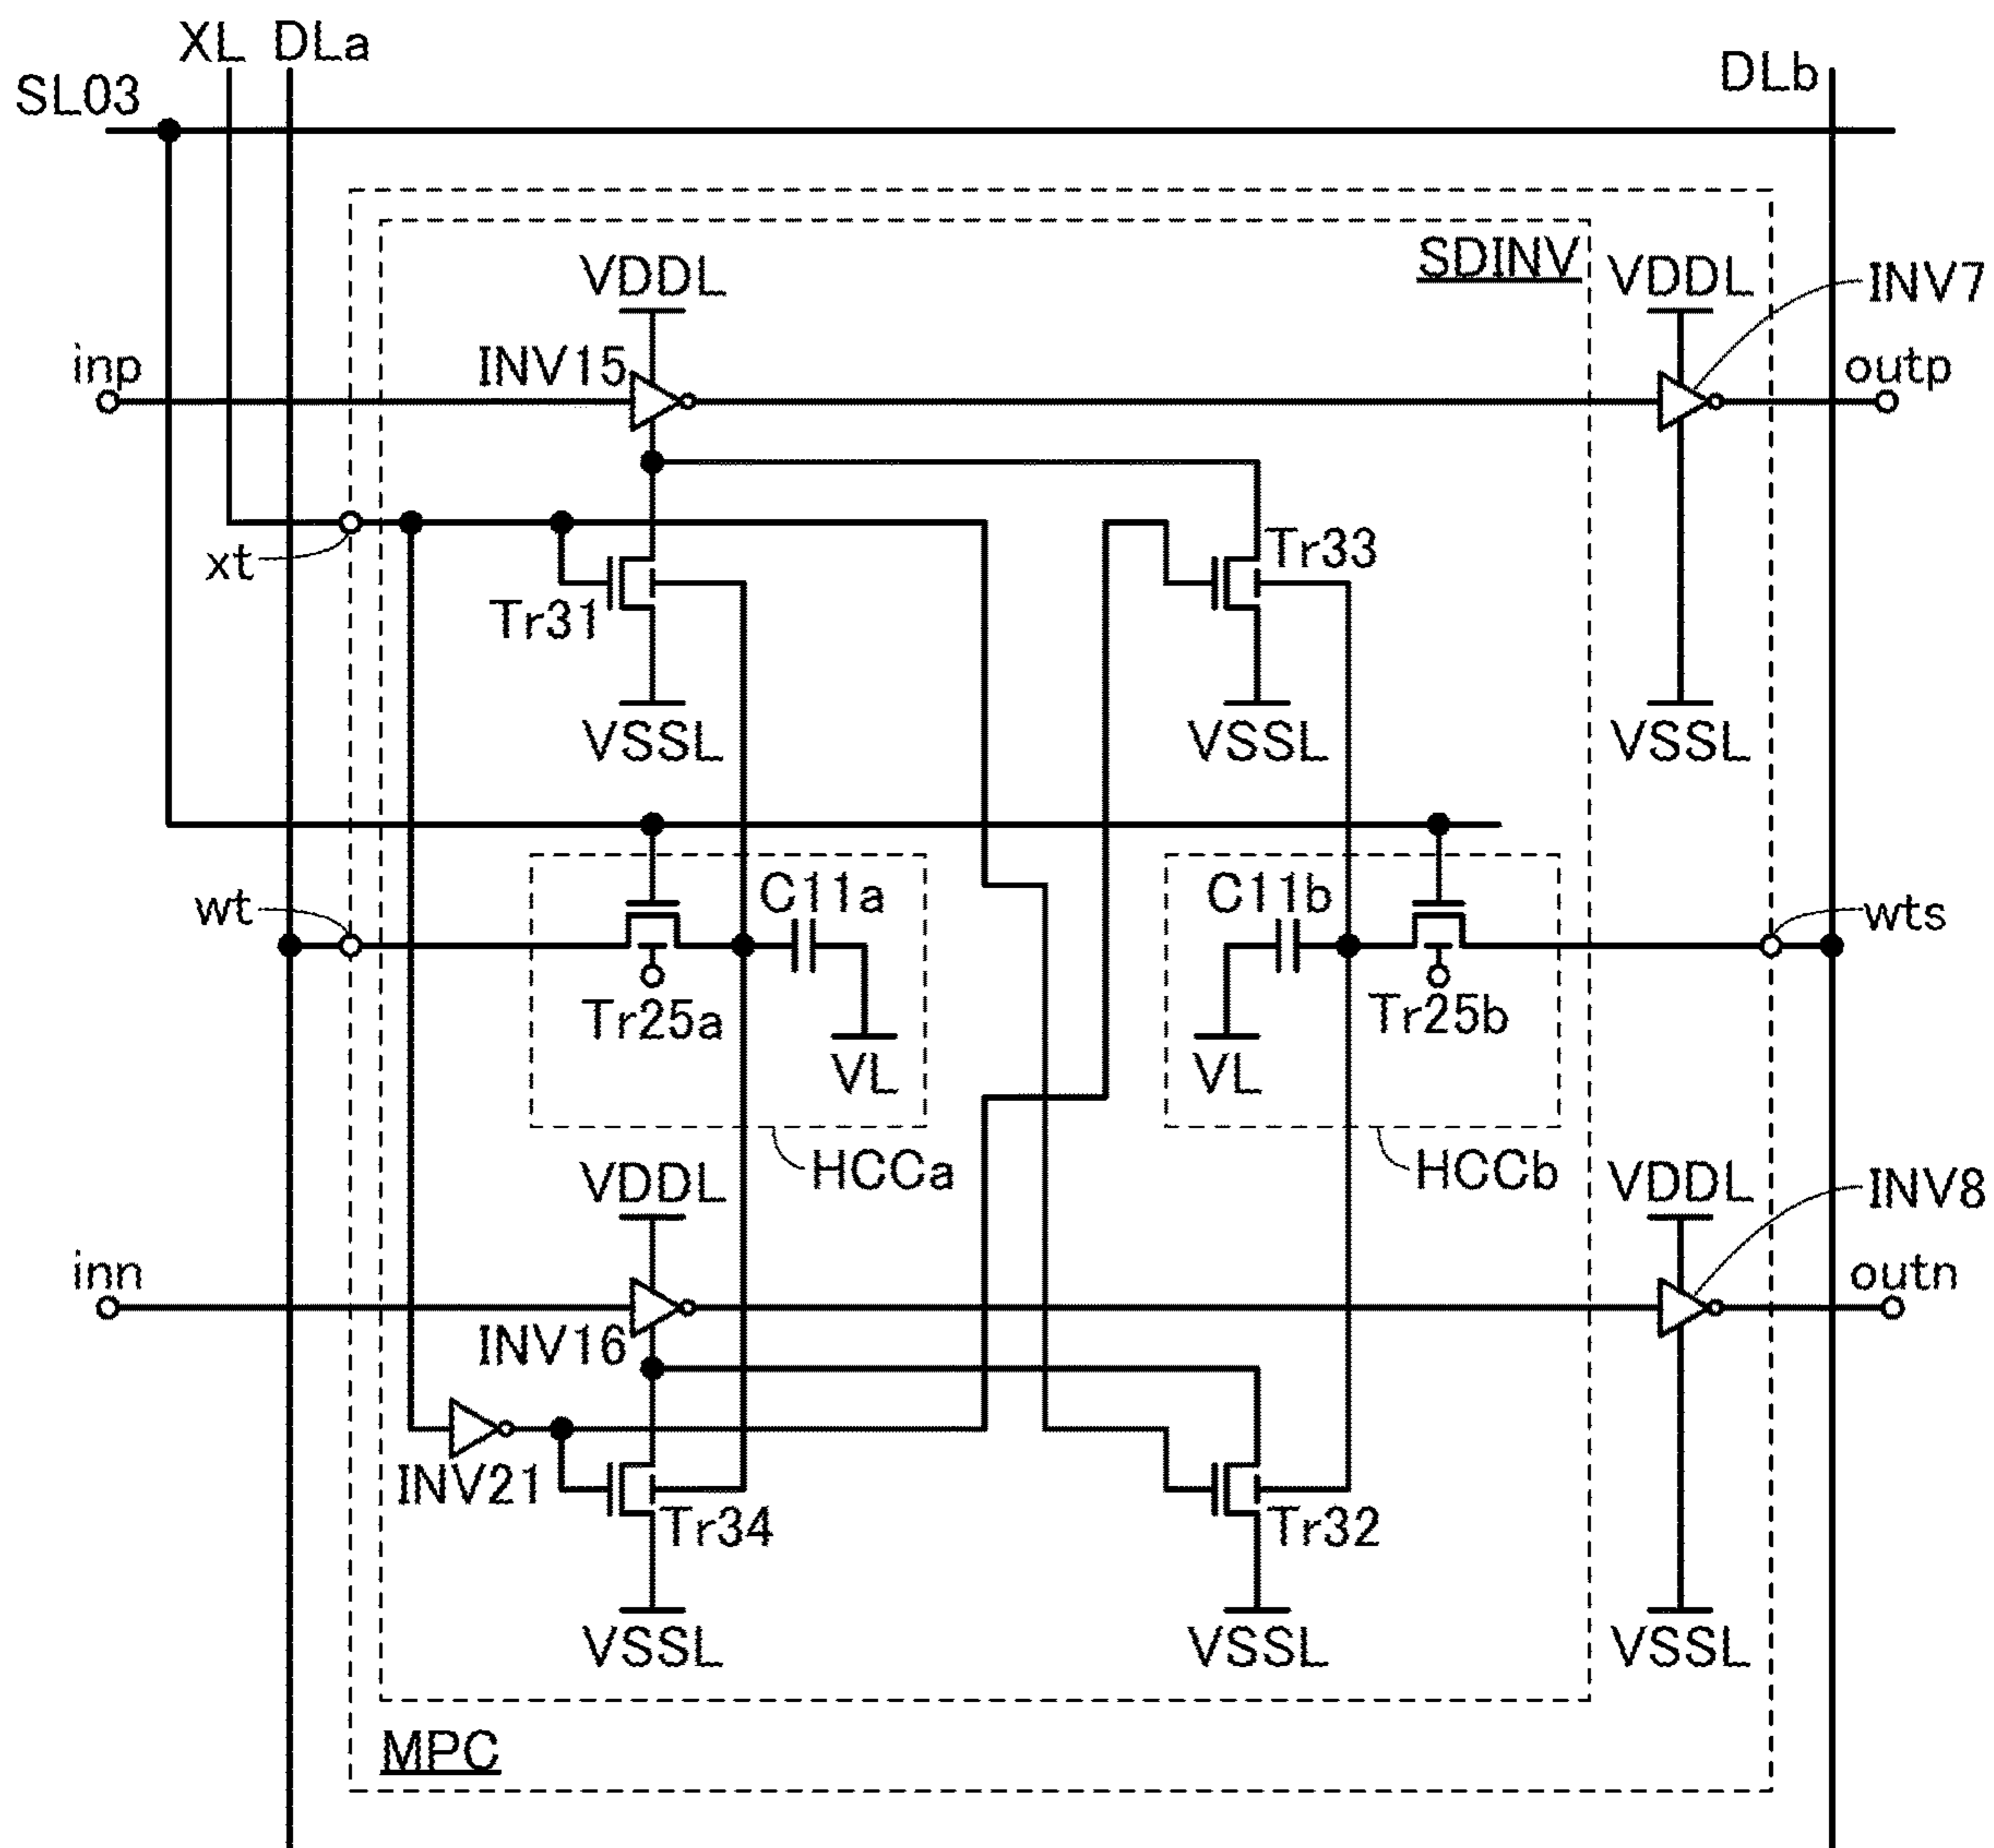 XL DLa
DLb
SL03
SDINV
VDDL
VDDL
INV7
INV15
inp
outp
xt
Tr31
Tr33
VSSL
VSSL
VSSL
wt
C11a
C11b
wts
Tr25a
Tr25b
VL
VL
HCCa
HCCb
VDDL
VDDL
INV8
inn
outn
INV16
INV21
Tr34
Tr32
VSSL
VSSL
VSSL
MPC